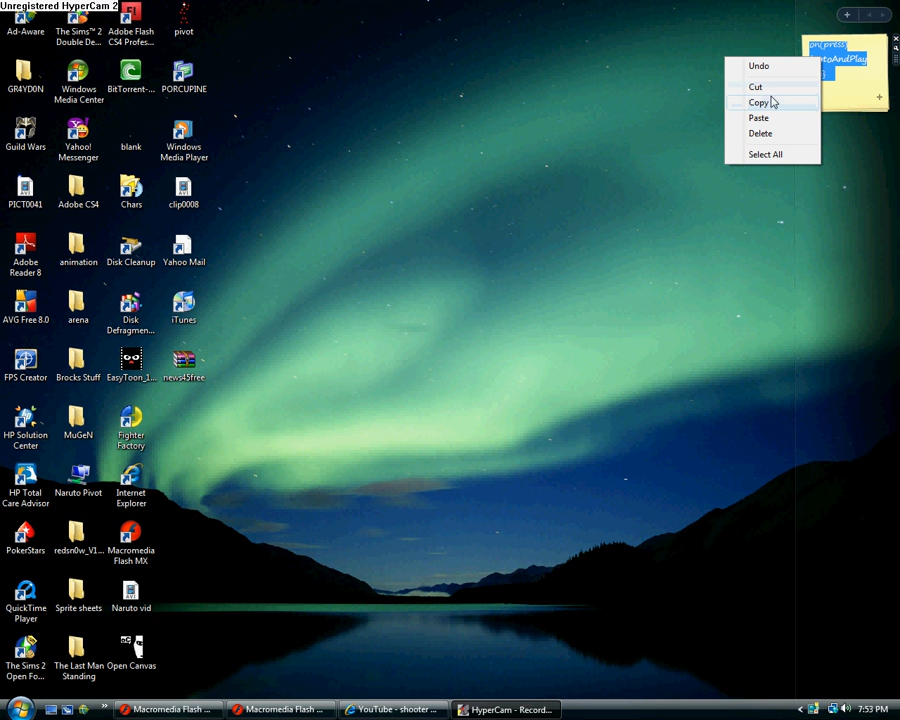 Unregistered HyperCam 2
Ad-Aware
The Sims™ 2
Double De...
Adobe Flash
CS4 Profes...
pivot
GR4YD0N
Windows
Media Center
BitTorrent-...
PORCUPINE
Guild Wars
Yahoo!
Messenger
blank
Windows
Media Player
PICT0041
Adobe CS4
Chars
clip0008
Adobe
Reader 8
animation
Disk Cleanup
Yahoo Mail
AVG Free 8.0
arena
Disk
Defragmen...
iTunes
FPS Creator
Brocks Stuff
EasyToon_1...
news45free
HP Solution
Center
MuGeN
Fighter
Factory
HP Total
Care Advisor
Naruto Pivot
Internet
Explorer
PokerStars
redsn0w_V1...
Macromedia
Flash MX
QuickTime
Player
Sprite sheets
Naruto vid
The Sims 2
Open Fo...
The Last Man
Standing
Open Canvas
on(press)
Undo
Cut
Copy
Paste
Delete
Select All
Macromedia Flash ...
Macromedia Flash ...
YouTube - shooter ...
HyperCam - Record...
7:53 PM